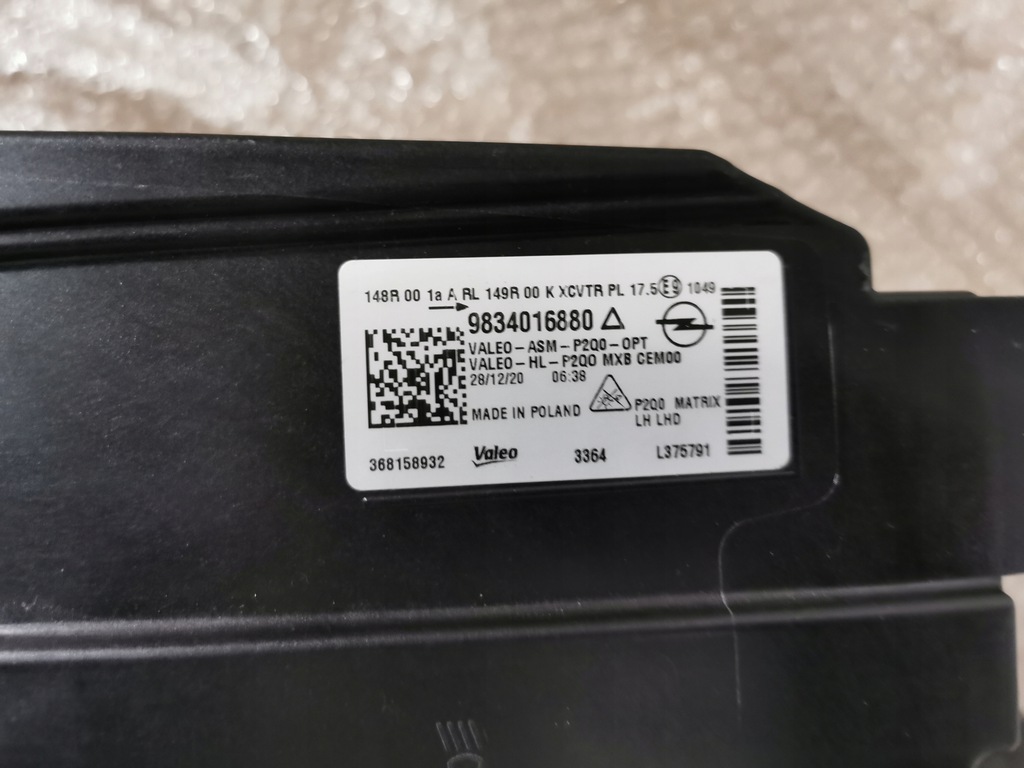 148R 00 1a A RL 149R 00 K XCVTR PL 17.5 E9 1049
9834016880
VALEO-ASM-P2Q0-OPT
VALEO-HL-P2QO MXB CEM00
28/12/20 06:38
MADE IN POLAND
P2Q0 MATRIX
LH LHD
368158932 Valeo 3364 L375791